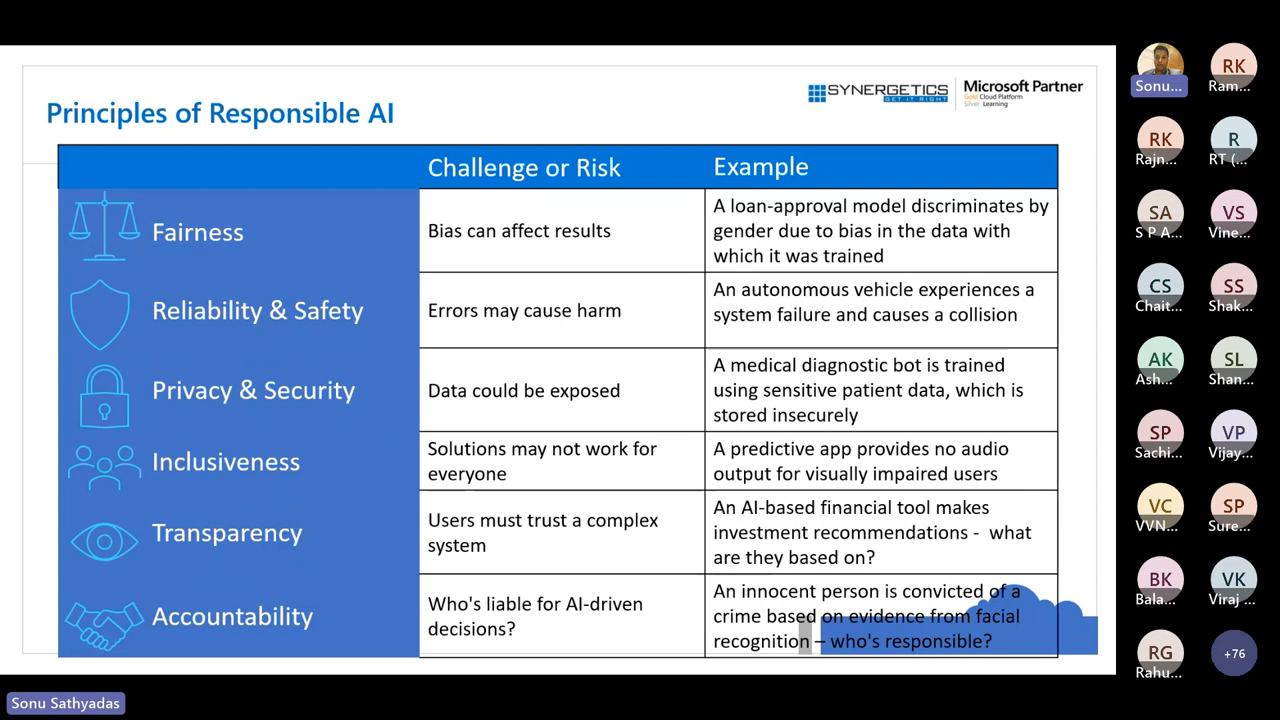 SYNERGETICS
GET IT RIGHT
Microsoft Partner
Gold Cloud Platform
Silver Learning
Principles of Responsible AI
Challenge or Risk
Example
Fairness
Bias can affect results
A loan-approval model discriminates by
gender due to bias in the data with
which it was trained
Reliability & Safety
Errors may cause harm
An autonomous vehicle experiences a
system failure and causes a collision
Privacy & Security
Data could be exposed
A medical diagnostic bot is trained
using sensitive patient data, which is
stored insecurely
Inclusiveness
Solutions may not work for
everyone
A predictive app provides no audio
output for visually impaired users
Transparency
Users must trust a complex
system
An AI-based financial tool makes
investment recommendations - what
are they based on?
Accountability
Who's liable for AI-driven
decisions?
An innocent person is convicted of a
crime based on evidence from facial
recognition – who's responsible?
Sonu...
RK
Ram...
RK
Rajn...
R
RT (...
SA
S P A...
VS
Vine...
CS
Chait...
SS
Shak...
AK
Ash...
SL
Shan...
SP
Sachi...
VP
Vijay...
VC
VVN...
SP
Sure...
BK
Bala...
VK
Viraj ...
RG
Rahu...
+76
Sonu Sathyadas